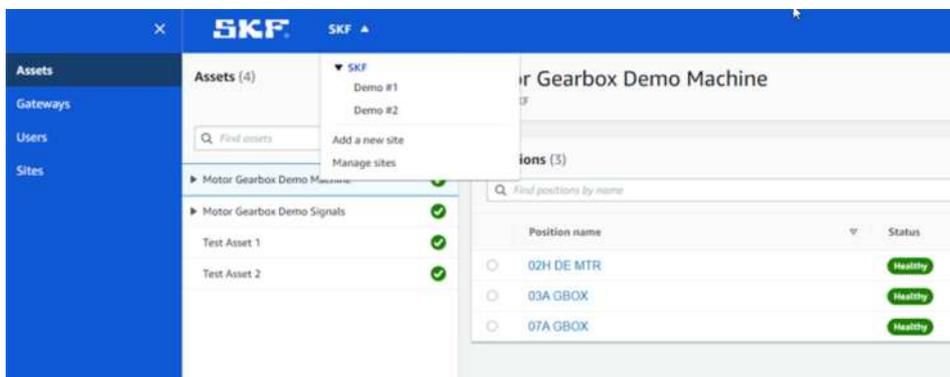 × SKF. SKF ▲
Assets
Gateways
Users
Sites
Assets (4)
Find assets
▶ Motor Gearbox Demo Machine
▶ Motor Gearbox Demo Signals
Test Asset 1
Test Asset 2
▼ SKF
Demo #1
Demo #2
Add a new site
Manage sites
or Gearbox Demo Machine
ions (3)
Find positions by name
Position name Status
02H DE MTR Healthy
03A GBOX Healthy
07A GBOX Healthy